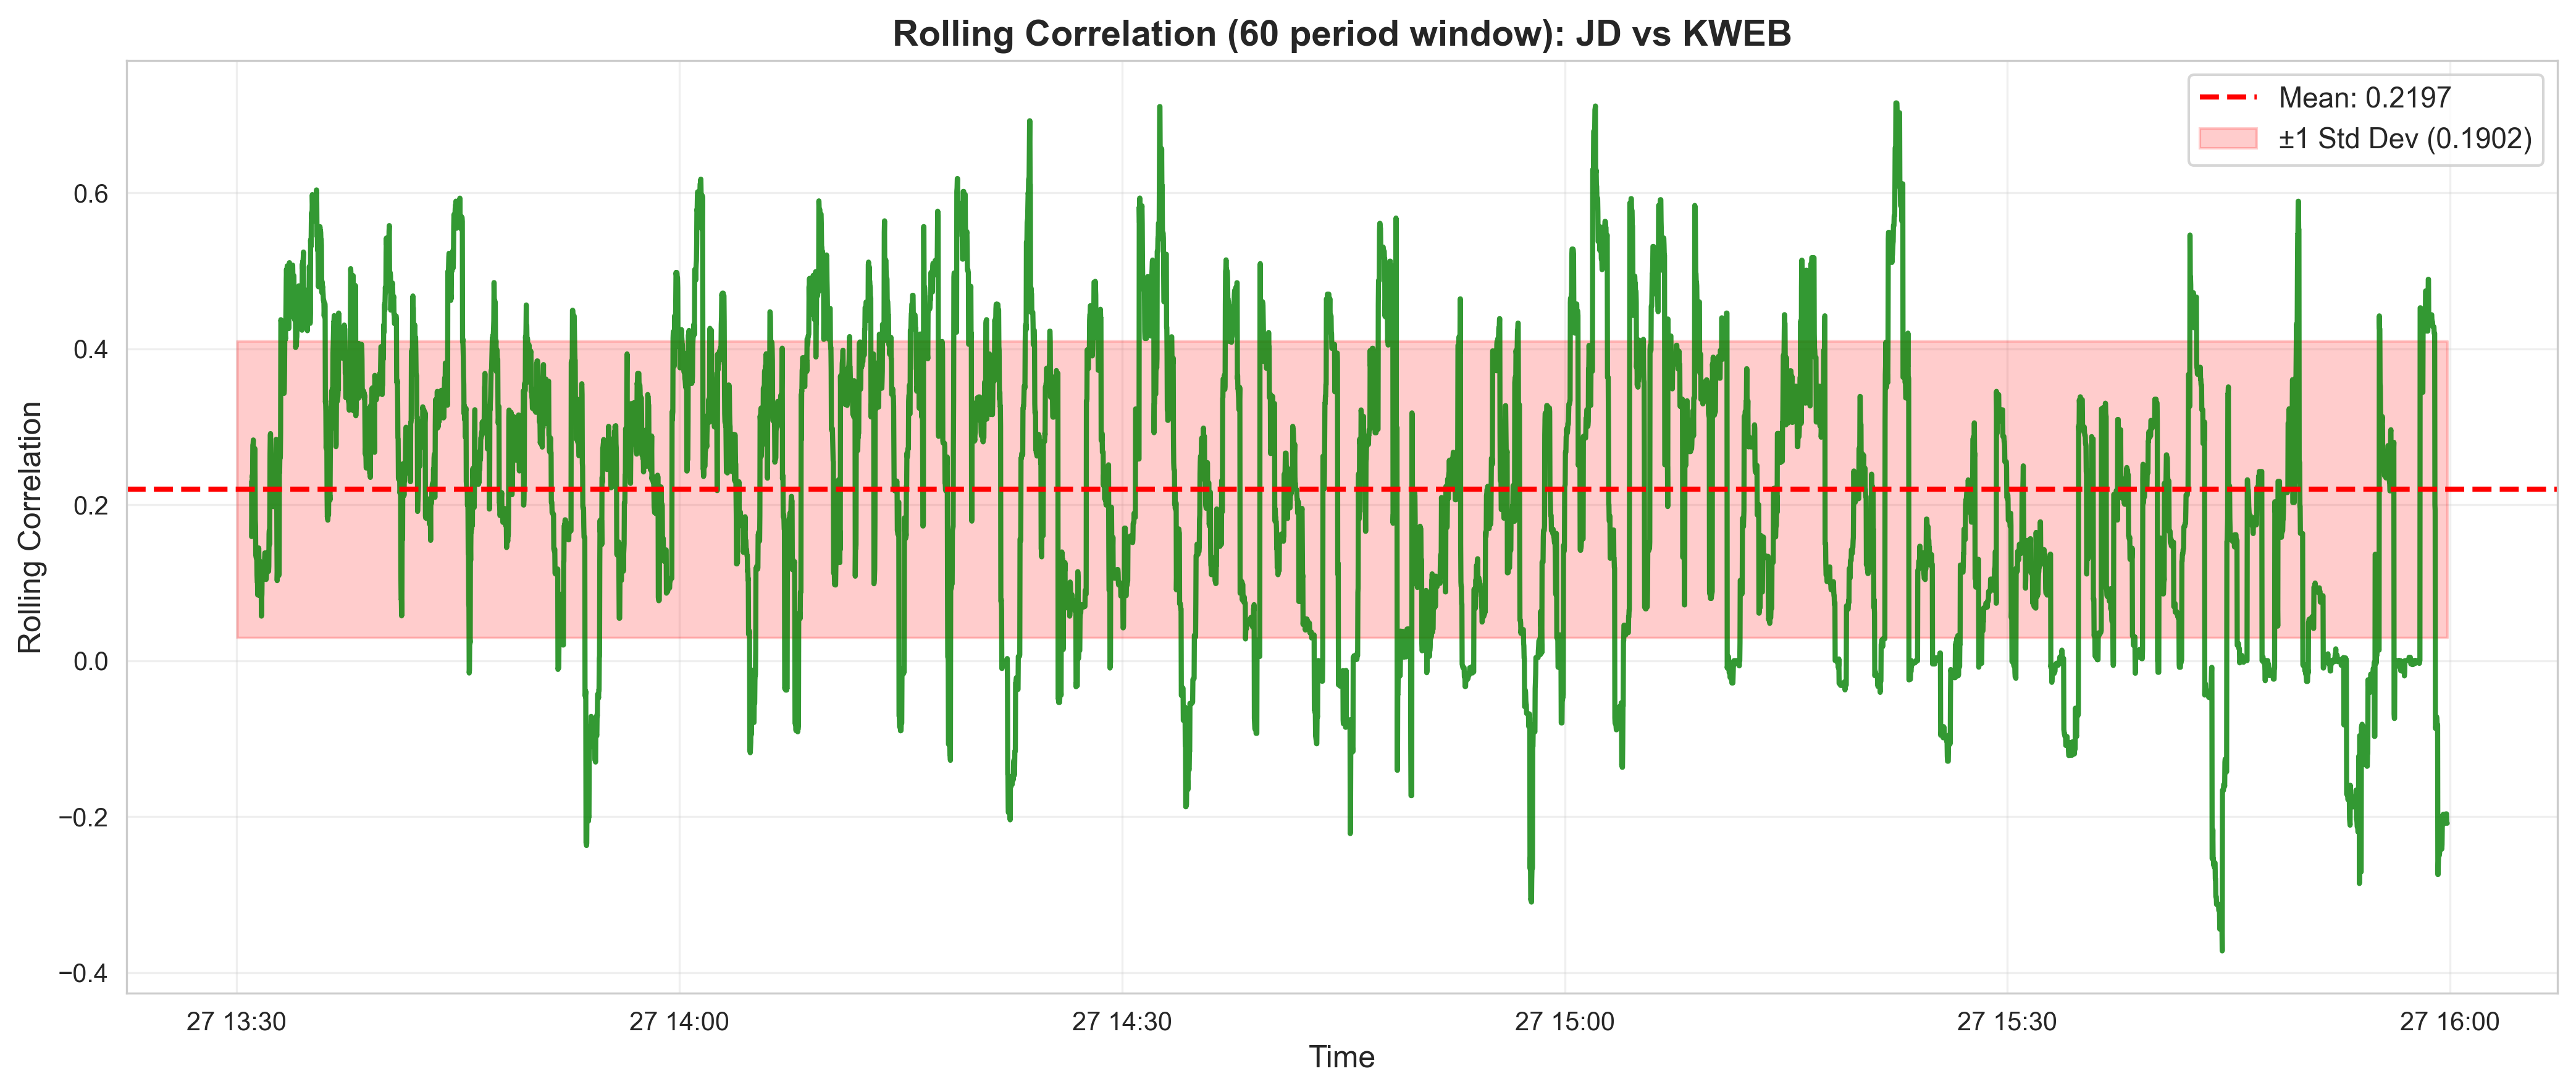 Rolling Correlation (60 period window): JD vs KWEB
Mean: 0.2197
±1 Std Dev (0.1902)
Rolling Correlation
0.6
0.4
0.2
0.0
−0.2
−0.4
27 13:30
27 14:00
27 14:30
27 15:00
27 15:30
27 16:00
Time